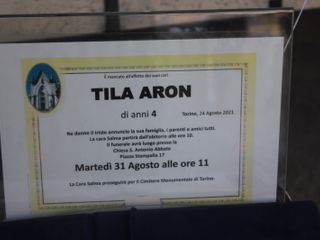 È mancato all'affetto dei suoi cari
TILA ARON
di anni 4
Torino, 24 Agosto 2021
Ne danno il triste annuncio la sua famiglia, i parenti e amici tutti.
La cara Salma partirà dall'abitorio alle ore 10.
Il funerale avrà luogo presso la
Chiesa S. Antonio Abbate
Piazza Stampalia 17
Martedì 31 Agosto alle ore 11
La Cara Salma proseguirà per il Cimitero Monumentale di Torino.